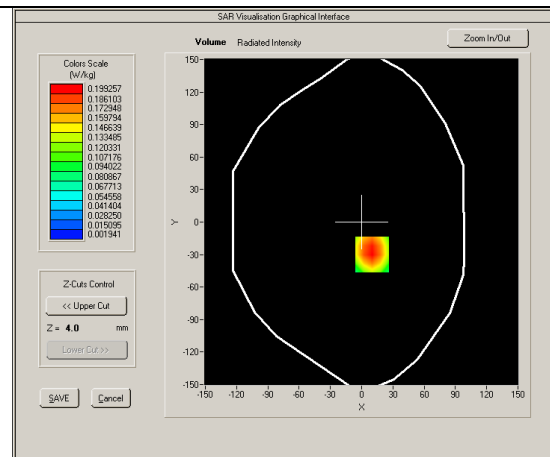 SAR Visualisation Graphical Interface
Volume Radiated Intensity
Zoom In/Out
Colors Scale
(W/kg)
0.199257
0.186103
0.172948
0.159794
0.146639
0.133485
0.120331
0.107176
0.094022
0.080867
0.067713
0.054558
0.041404
0.028250
0.015095
0.001941
Z-Cuts Control
<< Upper Cut
Z = 4.0 mm
Lower Cut >>
SAVE Cancel
Y
150
120
90
60
30
0
-30
-60
-90
-120
-150
-150 -120 -90 -60 -30 0 30 60 90 120 150
X